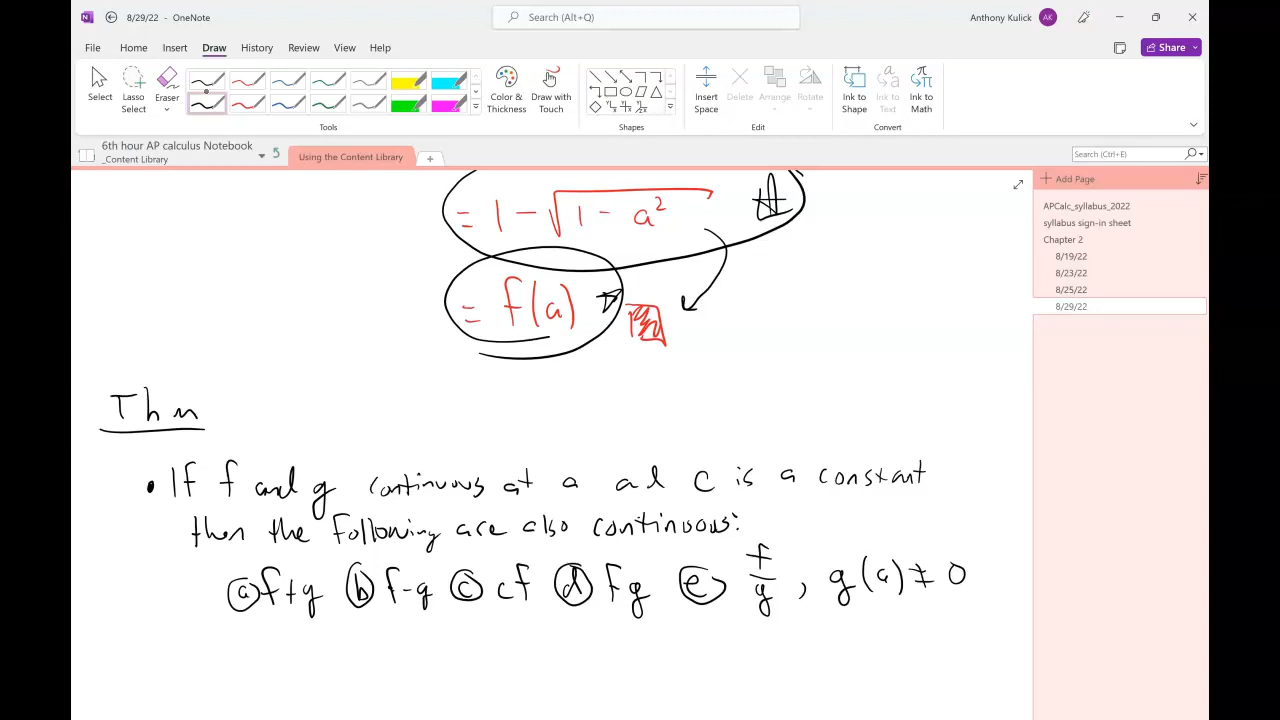 8/29/22 - OneNote
Search (Alt+Q)
Anthony Kulick
AK
File Home Insert Draw History Review View Help
Share
Select
Lasso Select
Eraser
Color & Thickness
Draw with Touch
Insert Space
Delete
Arrange
Rotate
Ink to Shape
Ink to Text
Ink to Math
Tools
Shapes
Edit
Convert
6th hour AP calculus Notebook
_Content Library
Using the Content Library
Search (Ctrl+E)
Add Page
APCalc_syllabus_2022
syllabus sign-in sheet
Chapter 2
8/19/22
8/23/22
8/25/22
8/29/22
= 1 - √(1 - a²)
= f(a)
Thm
• If f and g continuous at a ad c is a constant
then the following are also continuous:
(a) f+g (b) f-g (c) cf (d) fg (e) f/g , g(a) ≠ 0